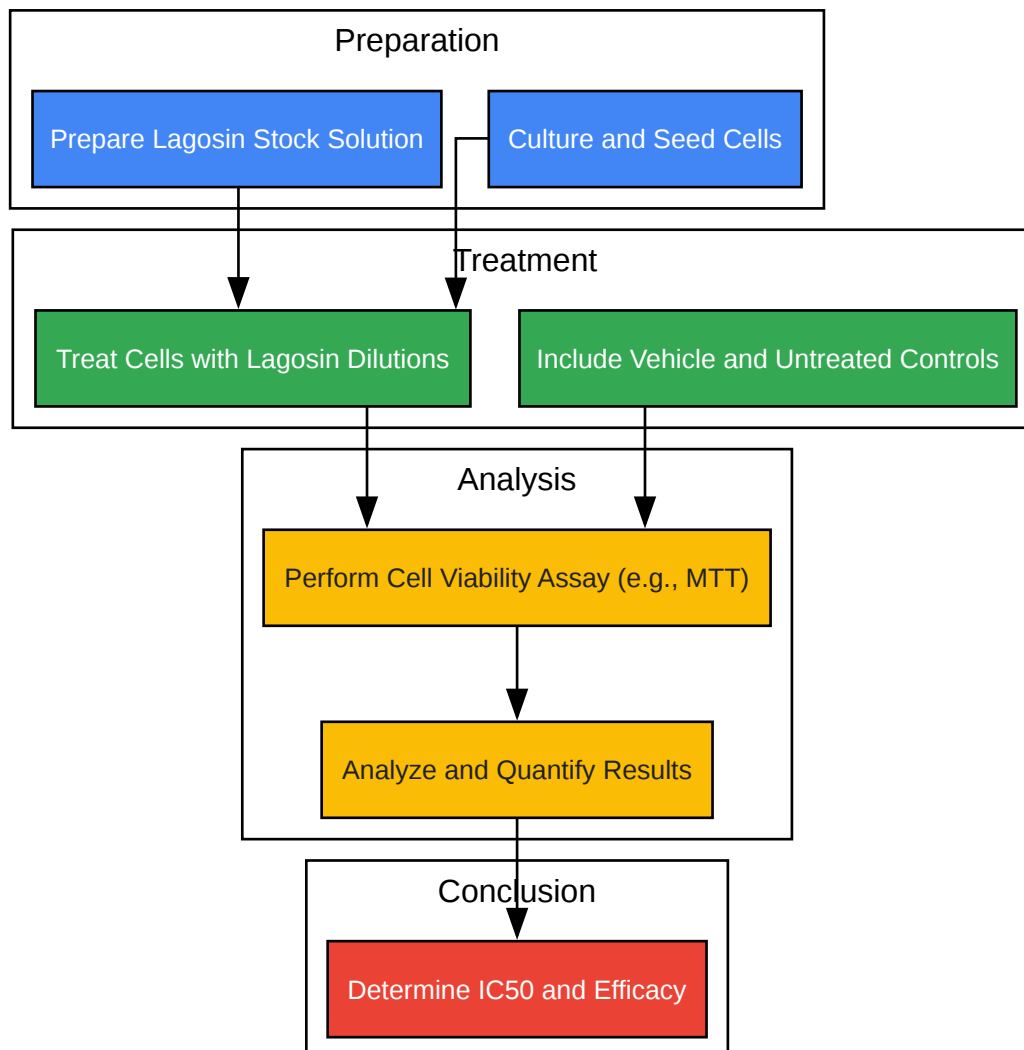 Preparation
Prepare Lagosin Stock Solution
Culture and Seed Cells
Treatment
Treat Cells with Lagosin Dilutions
Include Vehicle and Untreated Controls
Analysis
Perform Cell Viability Assay (e.g., MTT)
Analyze and Quantify Results
Conclusion
Determine IC50 and Efficacy